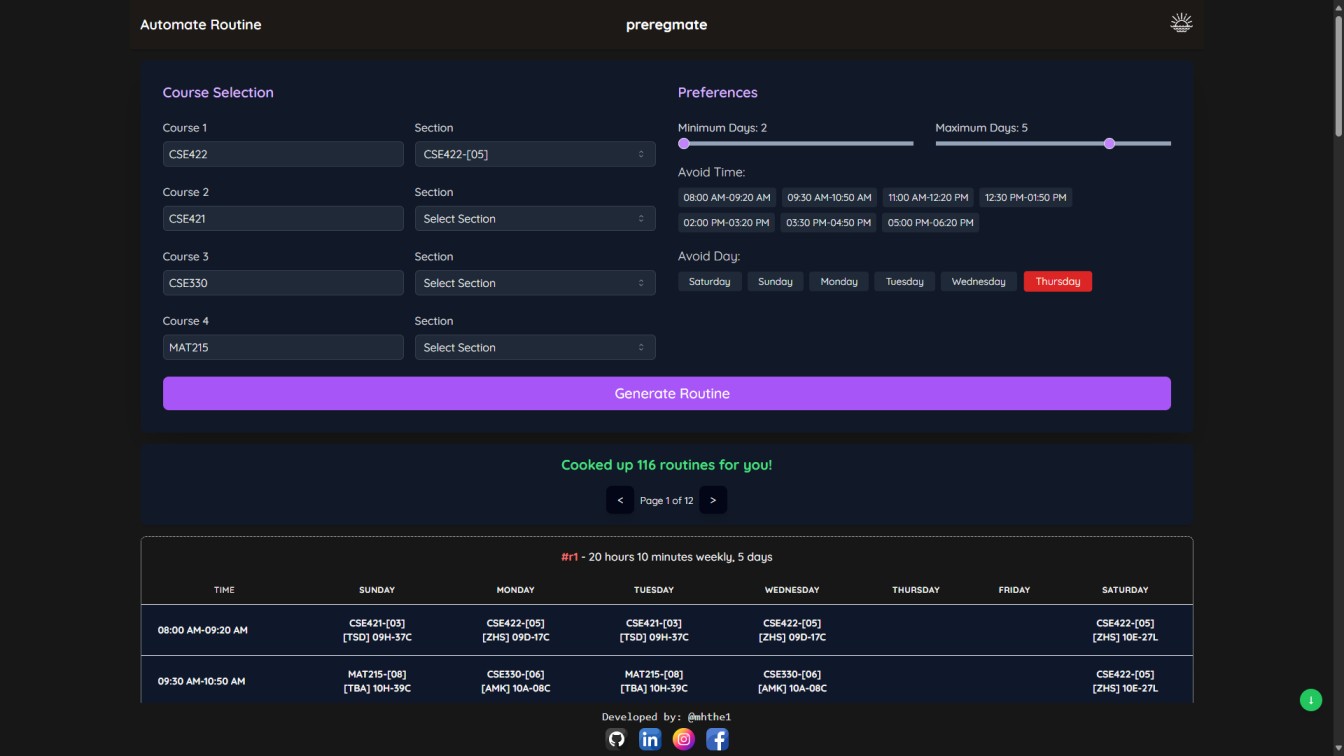 Automate Routine
preregmate
Course Selection
Course 1
Section
CSE422
CSE422-[05]
Course 2
Section
CSE421
Select Section
Course 3
Section
CSE330
Select Section
Course 4
Section
MAT215
Select Section
Preferences
Minimum Days: 2
Maximum Days: 5
Avoid Time:
08:00 AM-09:20 AM 09:30 AM-10:50 AM 11:00 AM-12:20 PM 12:30 PM-01:50 PM
02:00 PM-03:20 PM 03:30 PM-04:50 PM 05:00 PM-06:20 PM
Avoid Day:
Saturday Sunday Monday Tuesday Wednesday Thursday
Generate Routine
Cooked up 116 routines for you!
< Page 1 of 12 >
#r1 - 20 hours 10 minutes weekly, 5 days
TIME SUNDAY MONDAY TUESDAY WEDNESDAY THURSDAY FRIDAY SATURDAY
08:00 AM-09:20 AM
CSE421-[03] CSE422-[05] CSE421-[03] CSE422-[05] CSE422-[05]
[TSD] 09H-37C [ZHS] 09D-17C [TSD] 09H-37C [ZHS] 09D-17C [ZHS] 10E-27L
09:30 AM-10:50 AM
MAT215-[08] CSE330-[06] MAT215-[08] CSE330-[06] CSE422-[05]
[TBA] 10H-39C [AMK] 10A-08C [TBA] 10H-39C [AMK] 10A-08C [ZHS] 10E-27L
Developed by: @mhthe1